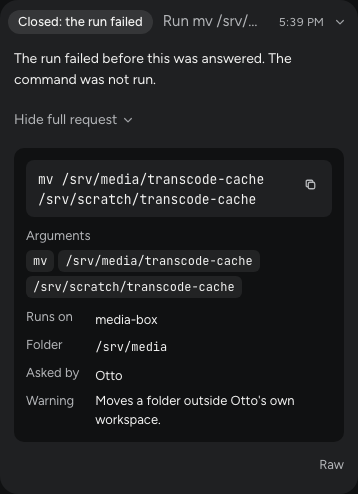 Closed: the run failed Run mv /srv/... 5:39 PM
The run failed before this was answered. The
command was not run.
Hide full request
mv /srv/media/transcode-cache
/srv/scratch/transcode-cache
Arguments
mv /srv/media/transcode-cache
/srv/scratch/transcode-cache
Runs on media-box
Folder /srv/media
Asked by Otto
Warning Moves a folder outside Otto's own
workspace.
Raw